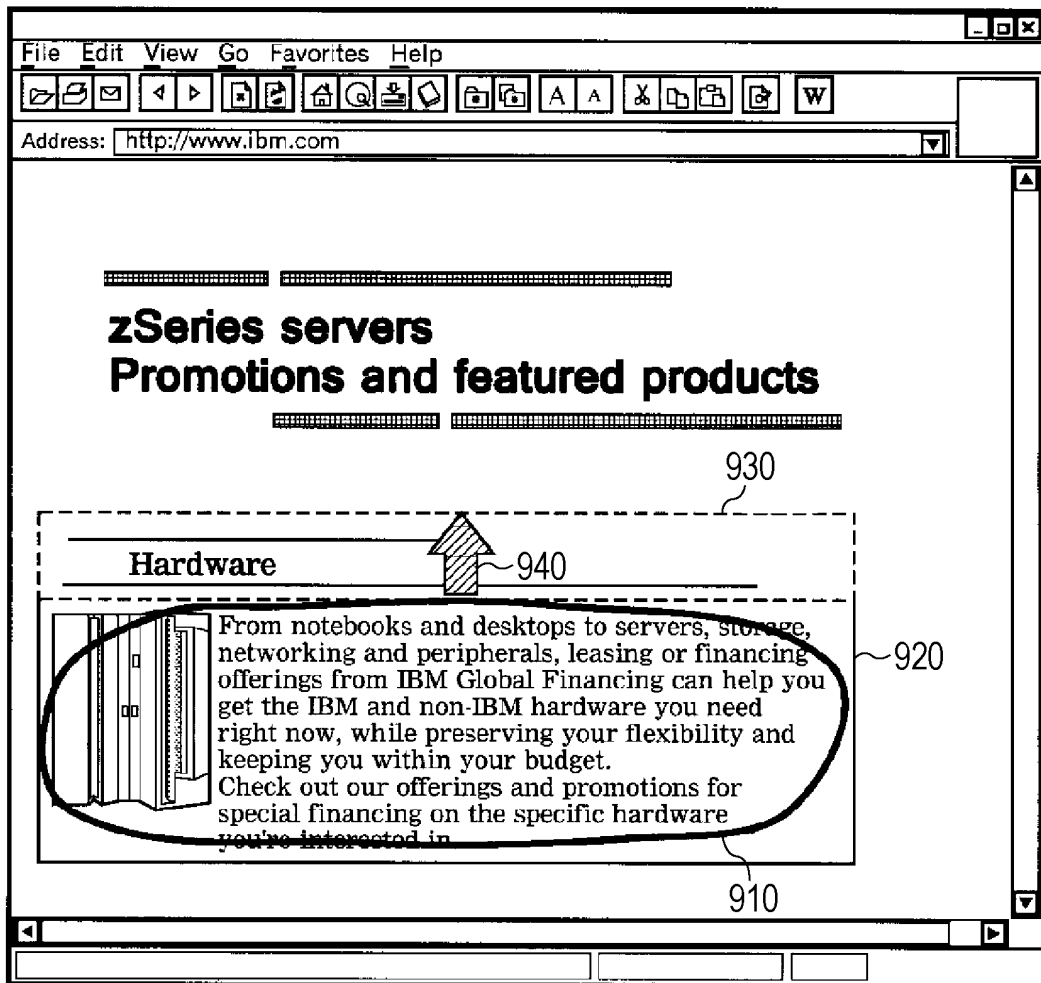 File Edit View Go Favorites Help
A A W
Address: http://www.ibm.com
zSeries servers
Promotions and featured products
930
Hardware
940
From notebooks and desktops to servers, storage,
networking and peripherals, leasing or financing
offerings from IBM Global Financing can help you
get the IBM and non-IBM hardware you need
right now, while preserving your flexibility and
keeping you within your budget.
Check out our offerings and promotions for
special financing on the specific hardware
you're interested in
920
910